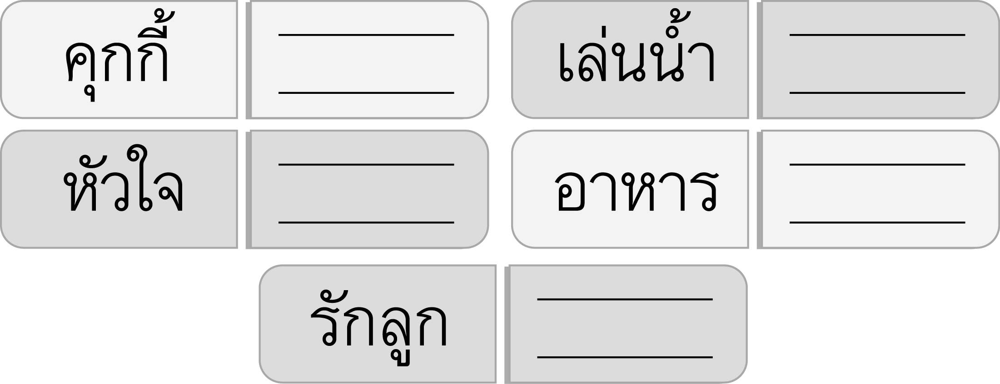 คุกกี้
เล่นน้ำ
หัวใจ
อาหาร
รักลูก